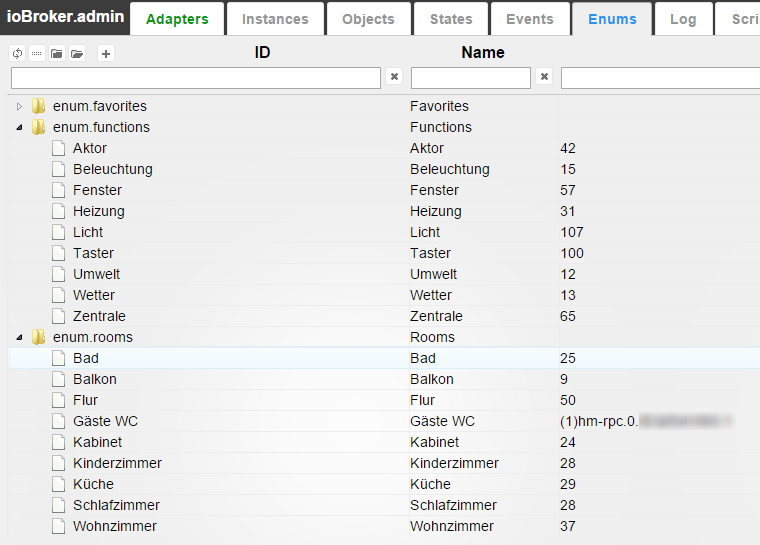 ioBroker.admin Adapters Instances Objects States Events Enums Log Scri
ID Name
enum.favorites Favorites
enum.functions Functions
Aktor Aktor 42
Beleuchtung Beleuchtung 15
Fenster Fenster 57
Heizung Heizung 31
Licht Licht 107
Taster Taster 100
Umwelt Umwelt 12
Wetter Wetter 13
Zentrale Zentrale 65
enum.rooms Rooms
Bad Bad 25
Balkon Balkon 9
Flur Flur 50
Gäste WC Gäste WC (1)hm-rpc.0.
Kabinet Kabinet 24
Kinderzimmer Kinderzimmer 28
Küche Küche 29
Schlafzimmer Schlafzimmer 28
Wohnzimmer Wohnzimmer 37